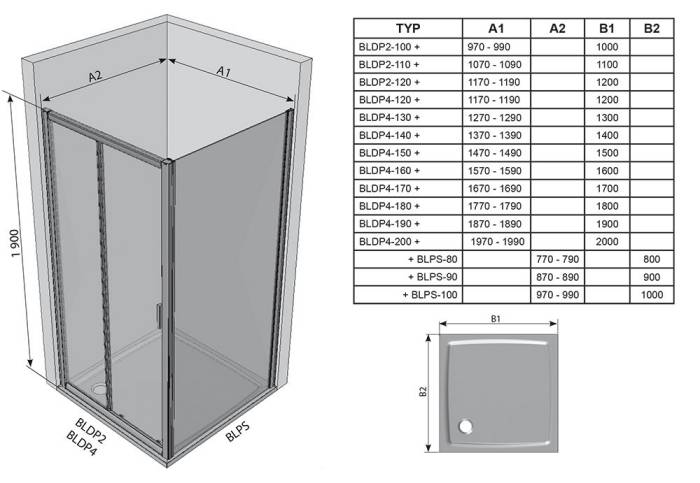 A2
A1
1 900
BLDP2
BLDP4
BLPS
TYP A1 A2 B1 B2
BLDP2-100 + 970 - 990 1000
BLDP2-110 + 1070 - 1090 1100
BLDP2-120 + 1170 - 1190 1200
BLDP4-120 + 1170 - 1190 1200
BLDP4-130 + 1270 - 1290 1300
BLDP4-140 + 1370 - 1390 1400
BLDP4-150 + 1470 - 1490 1500
BLDP4-160 + 1570 - 1590 1600
BLDP4-170 + 1670 - 1690 1700
BLDP4-180 + 1770 - 1790 1800
BLDP4-190 + 1870 - 1890 1900
BLDP4-200 + 1970 - 1990 2000
+ BLPS-80 770 - 790 800
+ BLPS-90 870 - 890 900
+ BLPS-100 970 - 990 1000
B1
B2